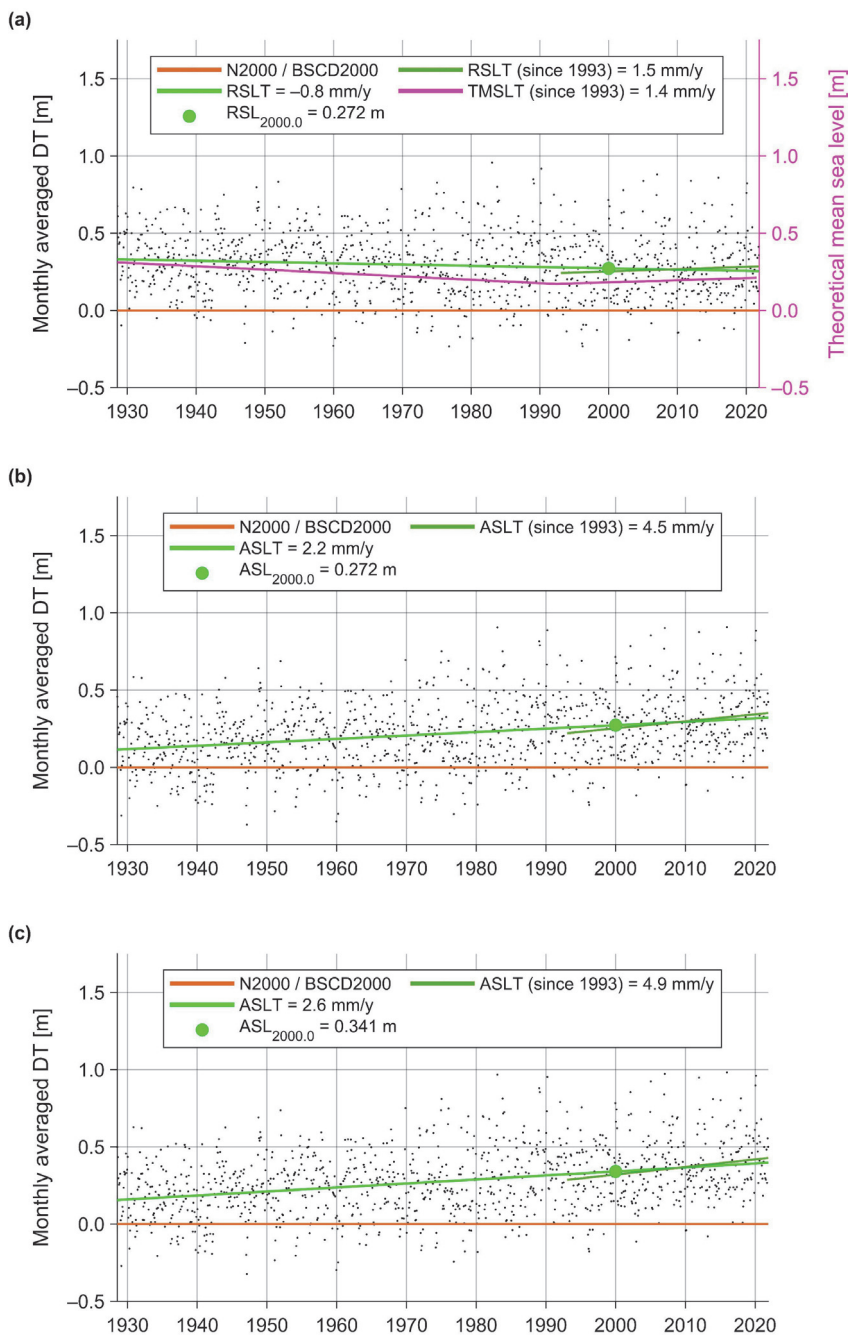 (a)
N2000 / BSCD2000
RSLT (since 1993) = 1.5 mm/y
RSLT = –0.8 mm/y
TMSLT (since 1993) = 1.4 mm/y
RSL2000.0 = 0.272 m
Monthly averaged DT [m]
Theoretical mean sea level [m]
1.5 1.5
1.0 1.0
0.5 0.5
0.0 0.0
–0.5 –0.5
1930 1940 1950 1960 1970 1980 1990 2000 2010 2020
(b)
N2000 / BSCD2000
ASLT (since 1993) = 4.5 mm/y
ASLT = 2.2 mm/y
ASL2000.0 = 0.272 m
Monthly averaged DT [m]
1.5
1.0
0.5
0.0
–0.5
1930 1940 1950 1960 1970 1980 1990 2000 2010 2020
(c)
N2000 / BSCD2000
ASLT (since 1993) = 4.9 mm/y
ASLT = 2.6 mm/y
ASL2000.0 = 0.341 m
Monthly averaged DT [m]
1.5
1.0
0.5
0.0
–0.5
1930 1940 1950 1960 1970 1980 1990 2000 2010 2020